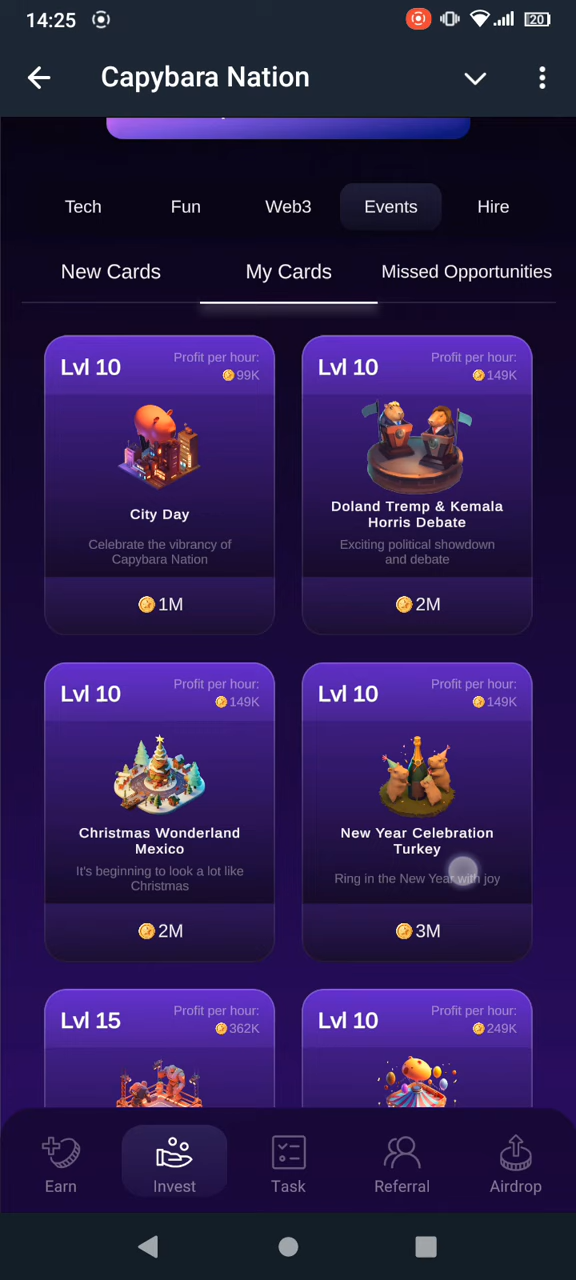 14:25
20
Capybara Nation
Tech Fun Web3 Events Hire
New Cards My Cards Missed Opportunities
Lvl 10
Profit per hour:
99K
City Day
Celebrate the vibrancy of
Capybara Nation
1M
Lvl 10
Profit per hour:
149K
Doland Tremp & Kemala
Horris Debate
Exciting political showdown
and debate
2M
Lvl 10
Profit per hour:
149K
Christmas Wonderland
Mexico
It's beginning to look a lot like
Christmas
2M
Lvl 10
Profit per hour:
149K
New Year Celebration
Turkey
Ring in the New Year with joy
3M
Lvl 15
Profit per hour:
362K
Lvl 10
Profit per hour:
249K
Earn Invest Task Referral Airdrop